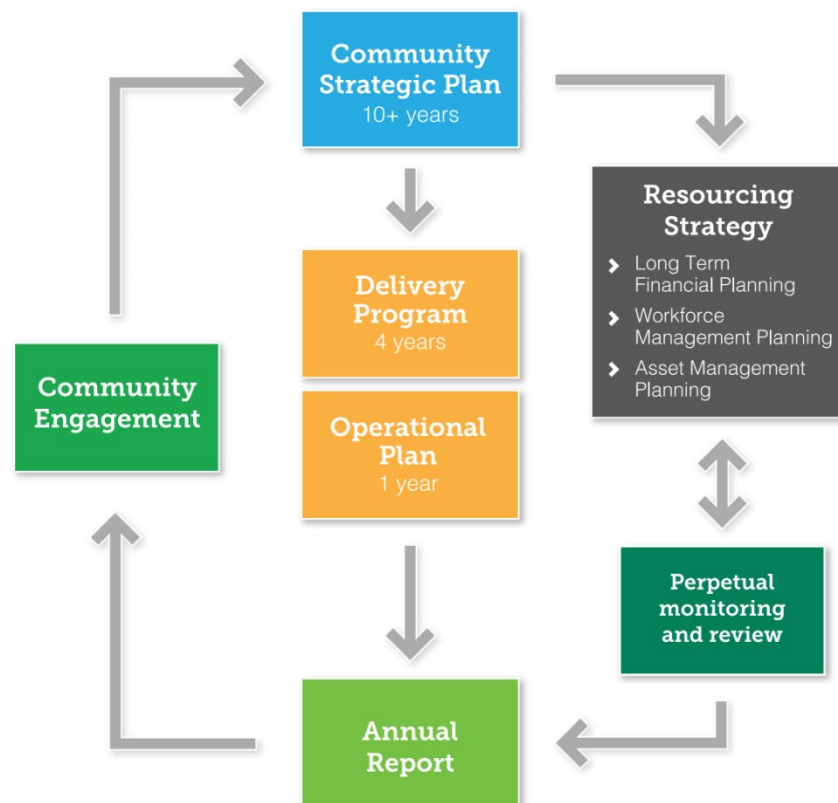 Community
Strategic Plan
10+ years
Resourcing
Strategy
Long Term
Financial Planning
Workforce
Management Planning
Asset Management
Planning
Delivery
Program
4 years
Community
Engagement
Operational
Plan
1 year
Perpetual
monitoring
and review
Annual
Report